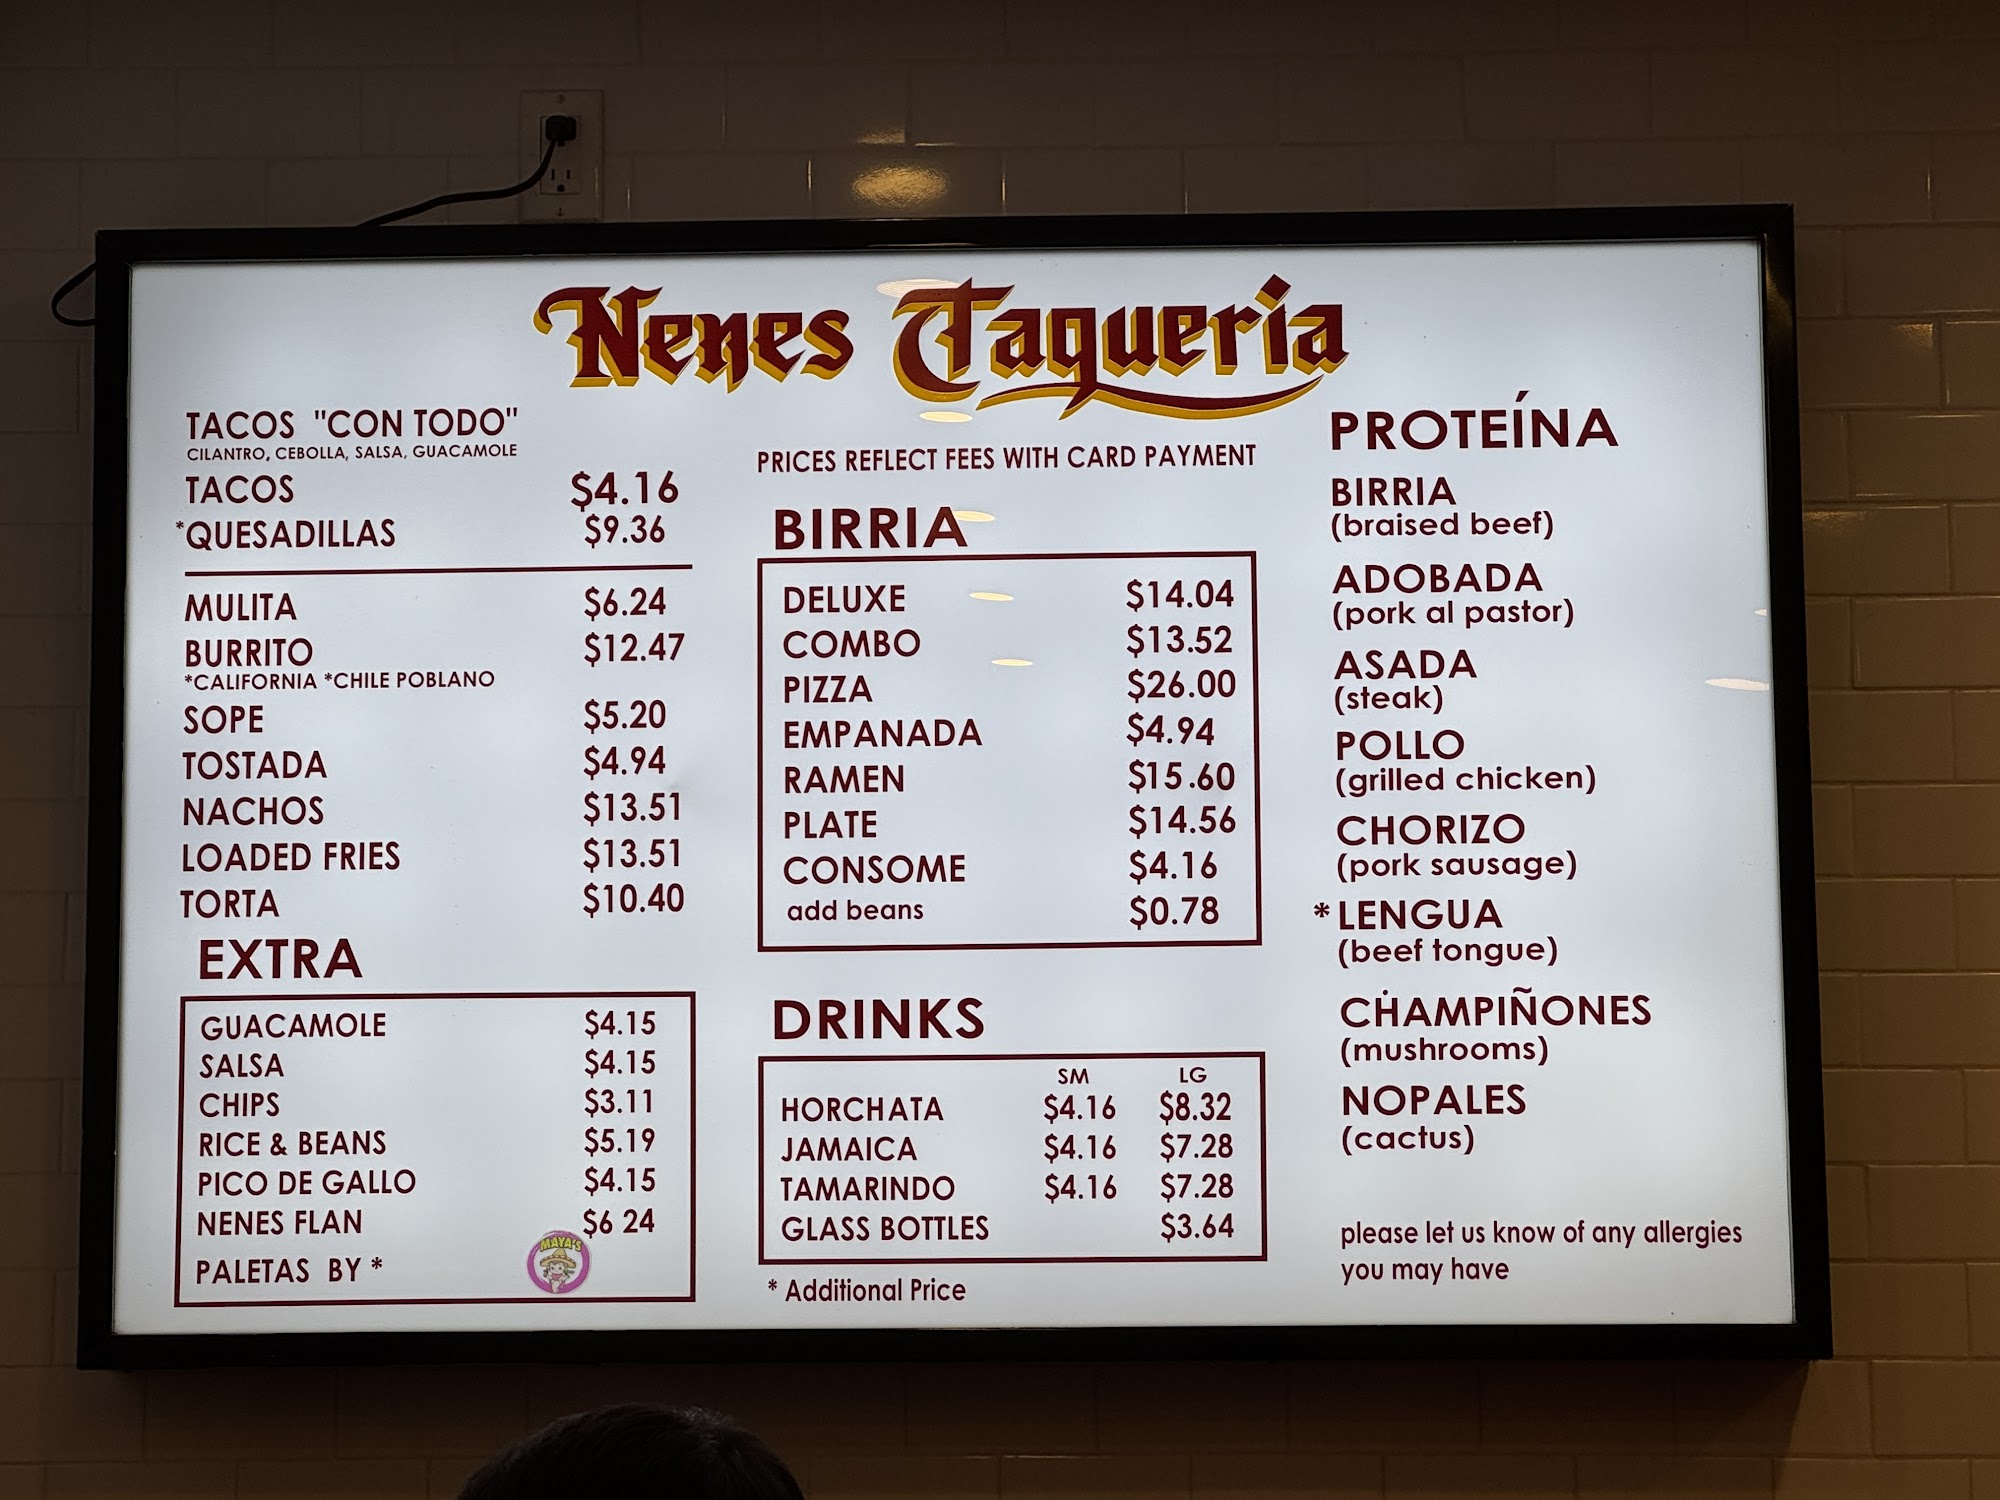 Nenes Taqueria
TACOS "CON TODO"
CILANTRO, CEBOLLA, SALSA, GUACAMOLE
TACOS $4.16
*QUESADILLAS $9.36
MULITA $6.24
BURRITO $12.47
*CALIFORNIA *CHILE POBLANO
SOPE $5.20
TOSTADA $4.94
NACHOS $13.51
LOADED FRIES $13.51
TORTA $10.40
EXTRA
GUACAMOLE $4.15
SALSA $4.15
CHIPS $3.11
RICE & BEANS $5.19
PICO DE GALLO $4.15
NENES FLAN $6 24
PALETAS BY * MAYA'S
PRICES REFLECT FEES WITH CARD PAYMENT
BIRRIA
DELUXE $14.04
COMBO $13.52
PIZZA $26.00
EMPANADA $4.94
RAMEN $15.60
PLATE $14.56
CONSOME $4.16
add beans $0.78
DRINKS
SM LG
HORCHATA $4.16 $8.32
JAMAICA $4.16 $7.28
TAMARINDO $4.16 $7.28
GLASS BOTTLES $3.64
* Additional Price
PROTEÍNA
BIRRIA
(braised beef)
ADOBADA
(pork al pastor)
ASADA
(steak)
POLLO
(grilled chicken)
CHORIZO
(pork sausage)
*LENGUA
(beef tongue)
CHAMPIÑONES
(mushrooms)
NOPALES
(cactus)
please let us know of any allergies
you may have